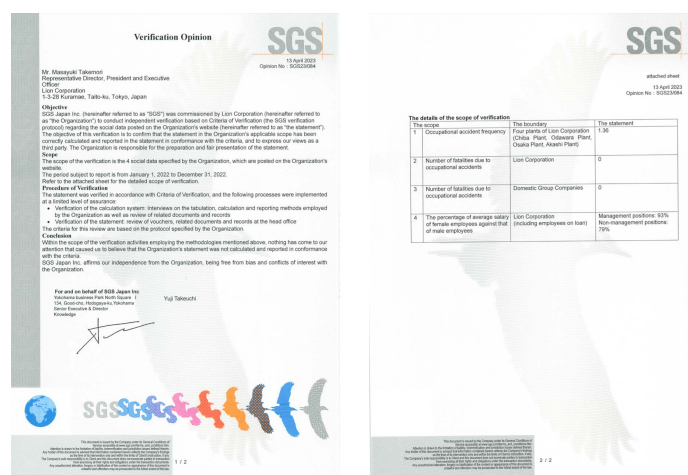 Verification Opinion
SGS
13 April 2023
Opinion No : SGS23/084
Mr. Masayuki Takemori
Representative Director, President and Executive
Officer
Lion Corporation
1-3-28 Kuramae, Taito-ku, Tokyo, Japan
Objective
SGS Japan Inc. (hereinafter referred to as "SGS") was commissioned by Lion Corporation (hereinafter referred to
as "the Organization") to conduct independent verification based on Criteria of Verification (the SGS verification
protocol) regarding the social data posted on the Organization's website (hereinafter referred to as "the statement").
The objective of this verification is to confirm that the statement in the Organization's applicable scope has been
correctly calculated and reported in the statement in conformance with the criteria, and to express our views as a
third party. The Organization is responsible for the preparation and fair presentation of the statement.
Scope
The scope of the verification is the 4 social data specified by the Organization, which are posted on the Organization's
website.
The period subject to report is from January 1, 2022 to December 31, 2022.
Refer to the attached sheet for the detailed scope of verification.
Procedure of Verification
The statement was verified in accordance with Criteria of Verification, and the following processes were implemented
at a limited level of assurance:
• Verification of the calculation system: Interviews on the tabulation, calculation and reporting methods employed
by the Organization as well as review of related documents and records
• Verification of the statement: review of vouchers, related documents and records at the head office
The criteria for this review are based on the protocol specified by the Organization.
Conclusion
Within the scope of the verification activities employing the methodologies mentioned above, nothing has come to our
attention that caused us to believe that the Organization's statement was not calculated and reported in conformance
with the criteria.
SGS Japan Inc. affirms our independence from the Organization, being free from bias and conflicts of interest with
the Organization.
For and on behalf of SGS Japan Inc
Yokohama business Park North Square I
134, Goud-cho, Hodogaya-ku, Yokohama
Senior Executive & Director
Knowledge
Yuji Takeuchi
SGSSGSSGS
1 / 2
SGS
attached sheet
13 April 2023
Opinion No : SGS23/084
The details of the scope of verification
The scope The boundary The statement
1 Occupational accident frequency Four plants of Lion Corporation 1.36
(Chiba Plant, Odawara Plant,
Osaka Plant, Akashi Plant)
2 Number of fatalities due to Lion Corporation 0
occupational accidents
3 Number of fatalities due to Domestic Group Companies 0
occupational accidents
4 The percentage of average salary Lion Corporation Management positions: 93%
of female employees against that (including employees on loan) Non-management positions:
of male employees 79%
2 / 2